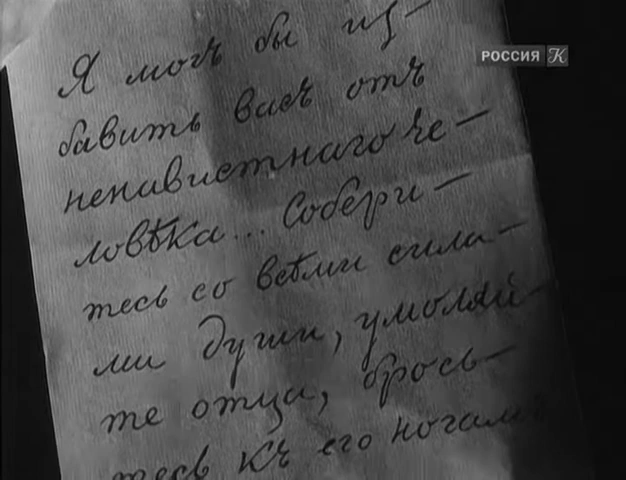 Я могъ бы из-
РОССИЯ К
бавить васъ отъ
ненавистнаго че-
ловѣка... Собери-
тесь со всѣми сила-
ми души, умоляй-
те отца, брось-
тесь къ его ногамъ